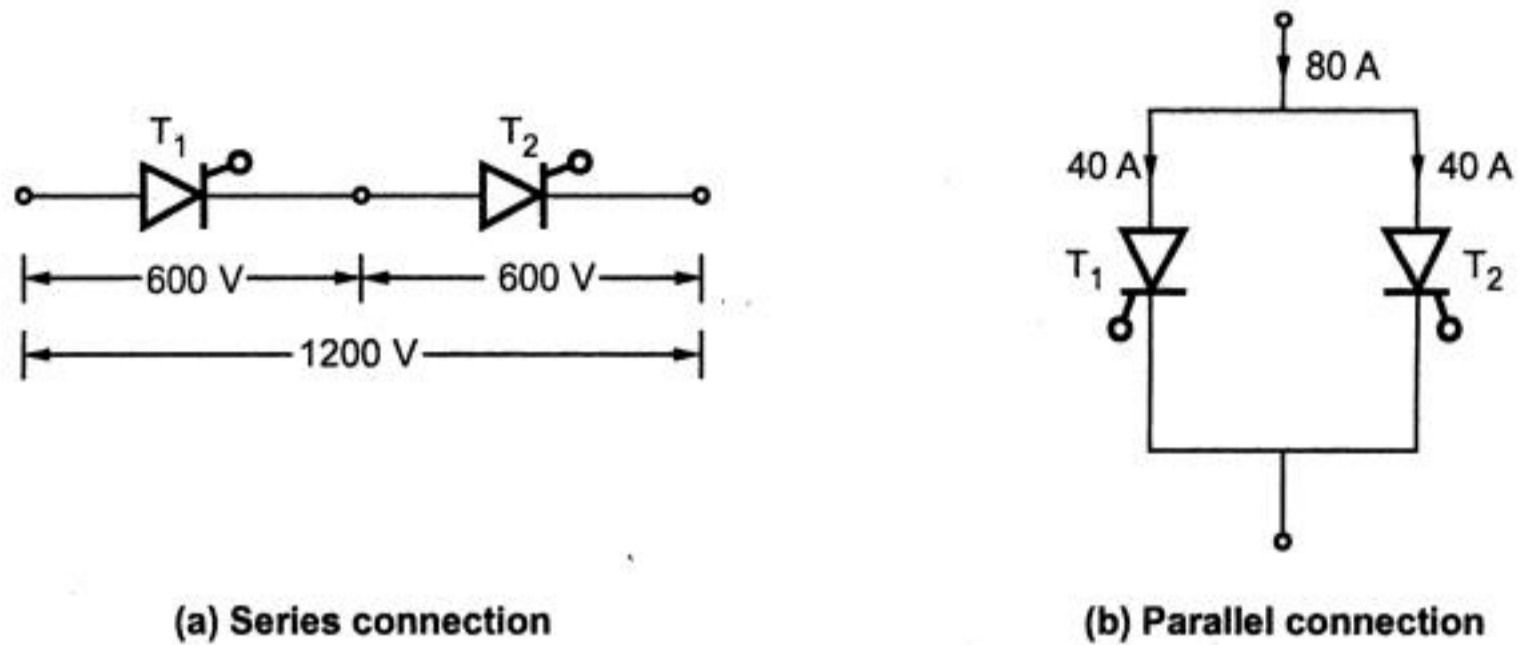 T1
T2
600 V
600 V
1200 V
(a) Series connection
80 A
40 A
40 A
T1
T2
(b) Parallel connection